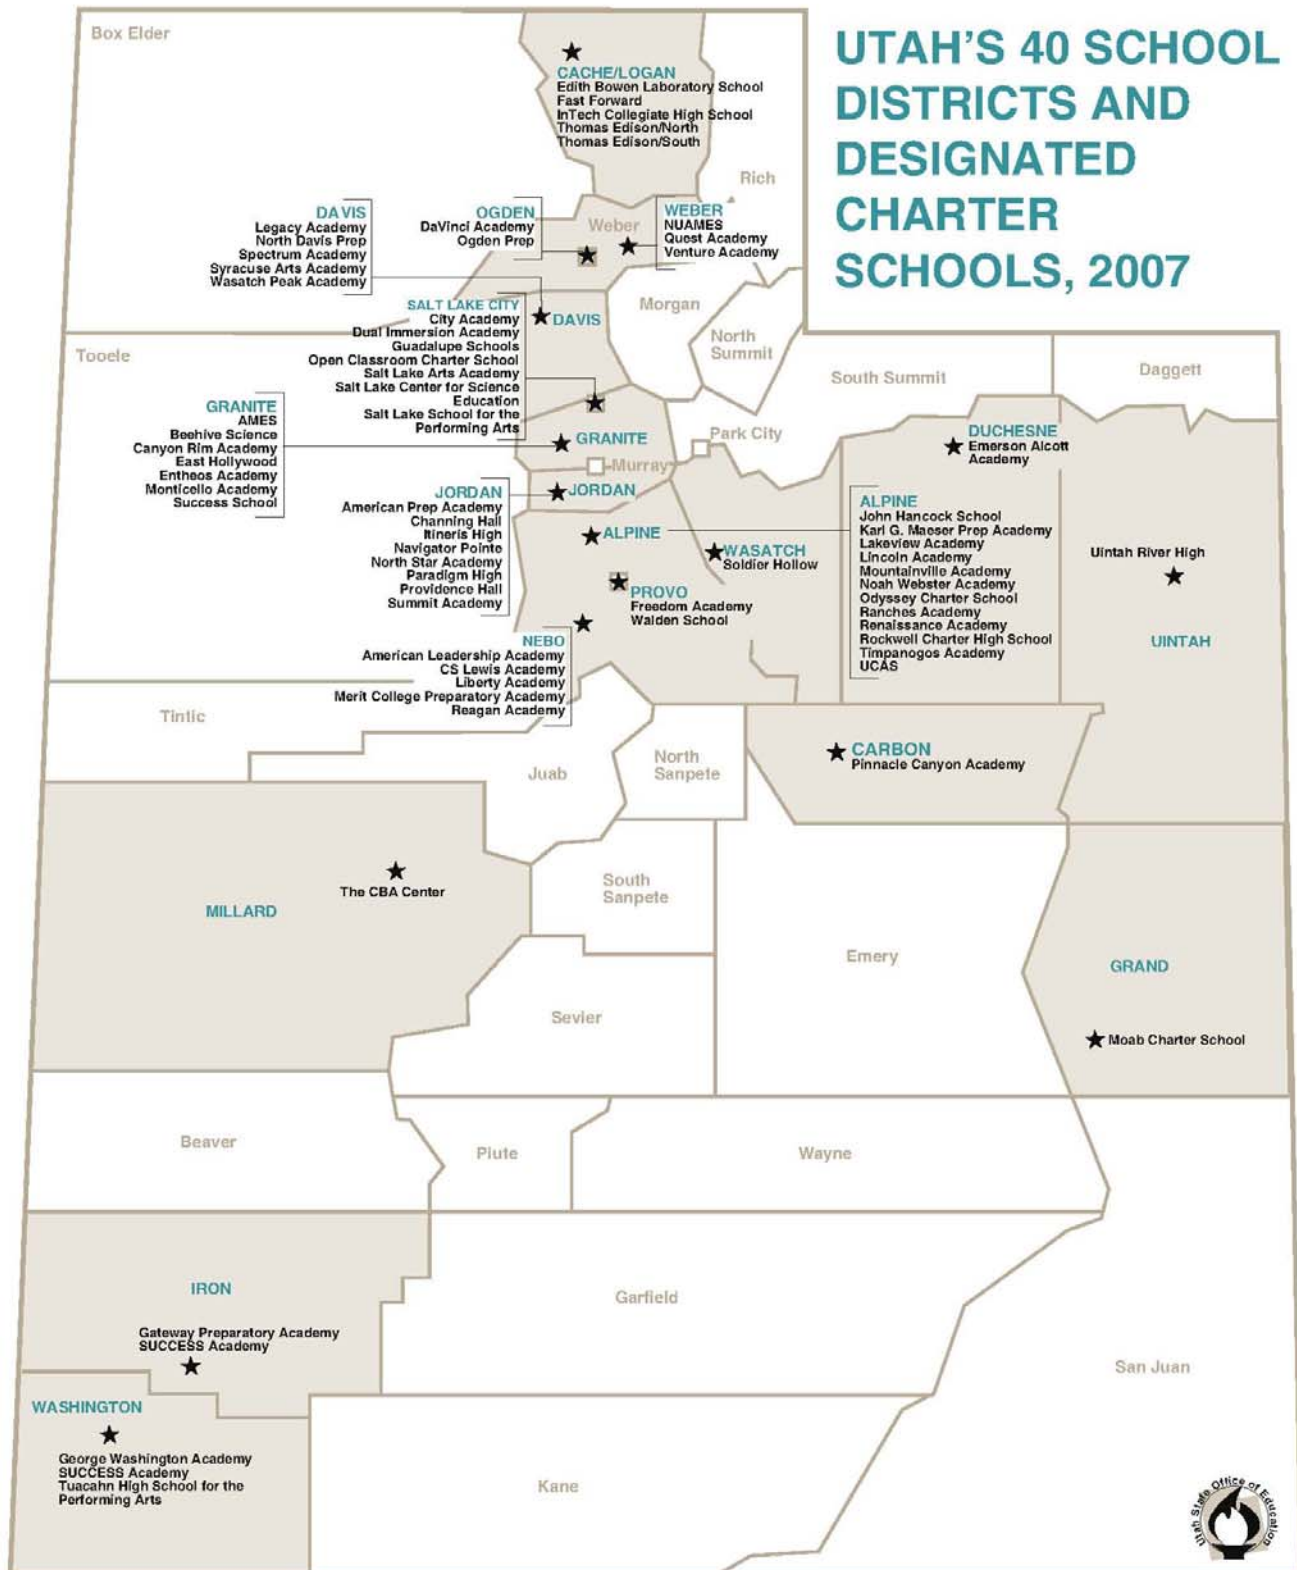 UTAH'S 40 SCHOOL
DISTRICTS AND
DESIGNATED
CHARTER
SCHOOLS, 2007
Box Elder
CACHE/LOGAN
Edith Bowen Laboratory School
Fast Forward
InTech Collegiate High School
Thomas Edison/North
Thomas Edison/South
Rich
DAVIS
Legacy Academy
North Davis Prep
Spectrum Academy
Syracuse Arts Academy
Wasatch Peak Academy
OGDEN
DaVinci Academy
Ogden Prep
Weber
WEBER
NUAMES
Quest Academy
Venture Academy
SALT LAKE CITY
City Academy
Dual Immersion Academy
Guadalupe Schools
Open Classroom Charter School
Salt Lake Arts Academy
Salt Lake Center for Science
Education
Salt Lake School for the
Performing Arts
DAVIS
Morgan
North
Summit
Tooele
South Summit
Daggett
GRANITE
AMES
Beehive Science
Canyon Rim Academy
East Hollywood
Entheos Academy
Monticello Academy
Success School
GRANITE
Park City
Murray
DUCHESNE
Emerson Alcott
Academy
JORDAN
American Prep Academy
Channing Hall
Itineris High
Navigator Pointe
North Star Academy
Paradigm High
Providence Hall
Summit Academy
JORDAN
ALPINE
WASATCH
Soldier Hollow
ALPINE
John Hancock School
Karl G. Maeser Prep Academy
Lakeview Academy
Lincoln Academy
Mountainville Academy
Noah Webster Academy
Odyssey Charter School
Ranches Academy
Renaissance Academy
Rockwell Charter High School
Timpanogos Academy
UCAS
Uintah River High
UINTAH
PROVO
Freedom Academy
Walden School
NEBO
American Leadership Academy
CS Lewis Academy
Liberty Academy
Merit College Preparatory Academy
Reagan Academy
Tintic
Juab
North
Sanpete
CARBON
Pinnacle Canyon Academy
The CBA Center
MILLARD
South
Sanpete
Emery
GRAND
Moab Charter School
Sevier
Beaver
Piute
Wayne
IRON
Gateway Preparatory Academy
SUCCESS Academy
Garfield
San Juan
WASHINGTON
George Washington Academy
SUCCESS Academy
Tuacahn High School for the
Performing Arts
Kane
Utah State Office of Education